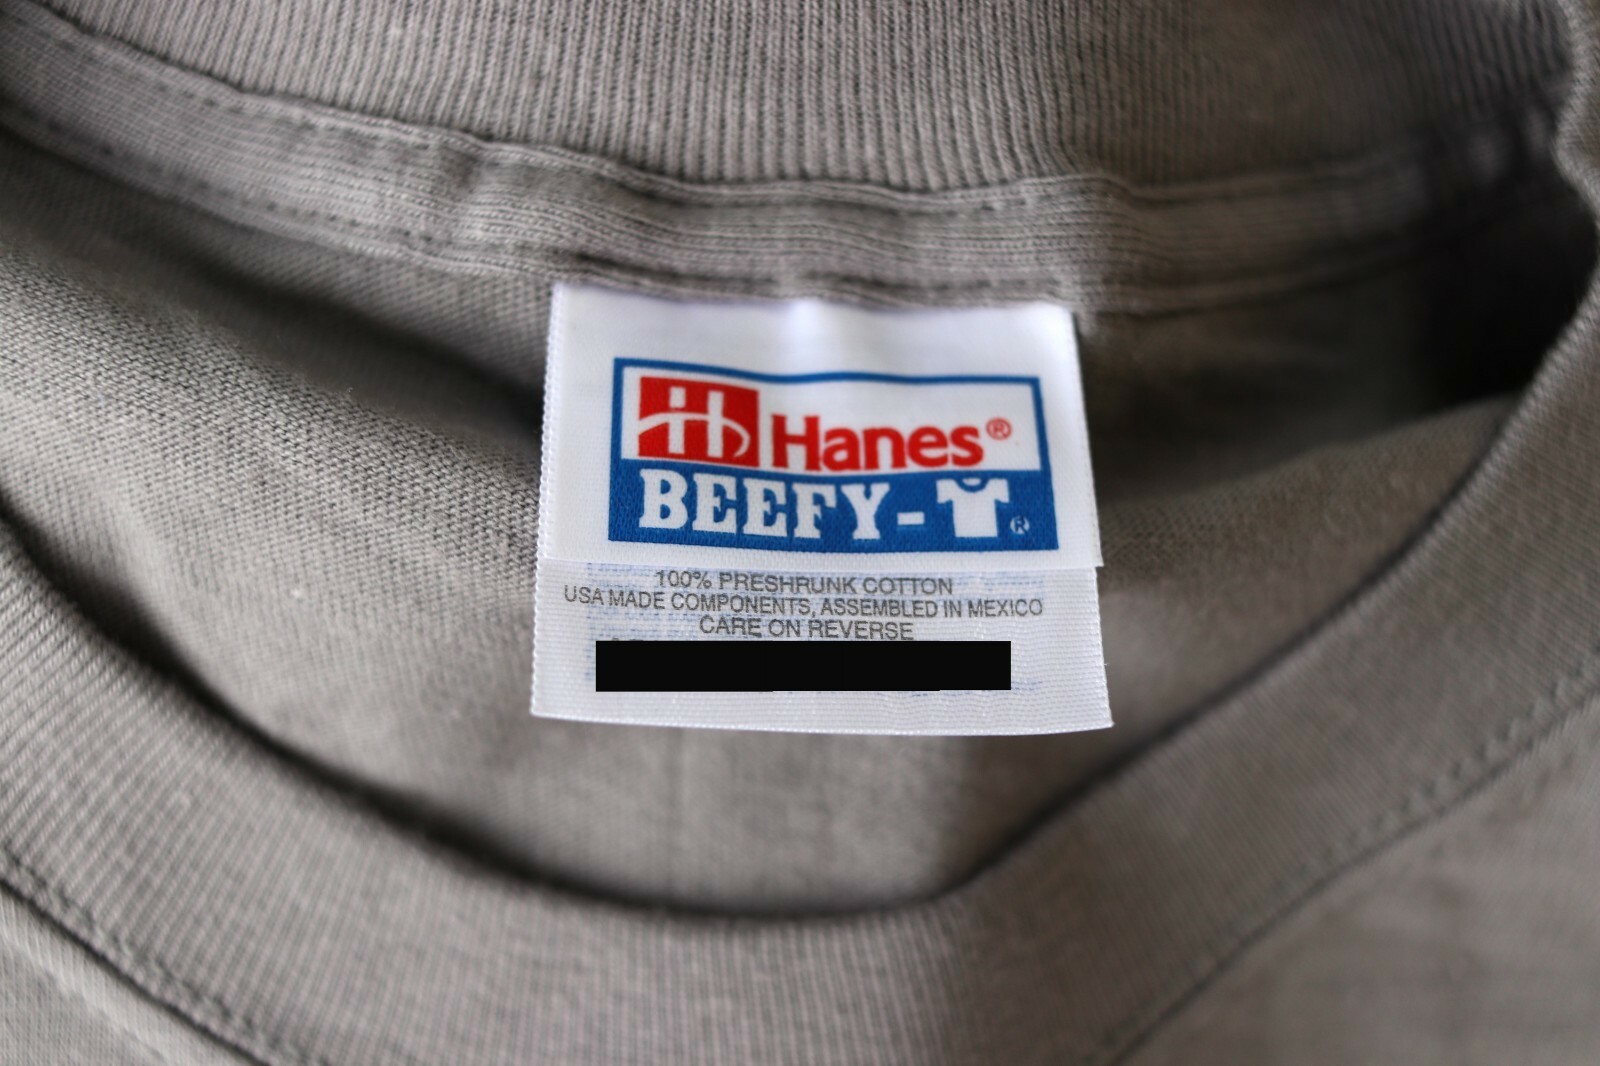 Hanes®
BEEFY-T®
100% PRESHRUNK COTTON
USA MADE COMPONENTS, ASSEMBLED IN MEXICO
CARE ON REVERSE